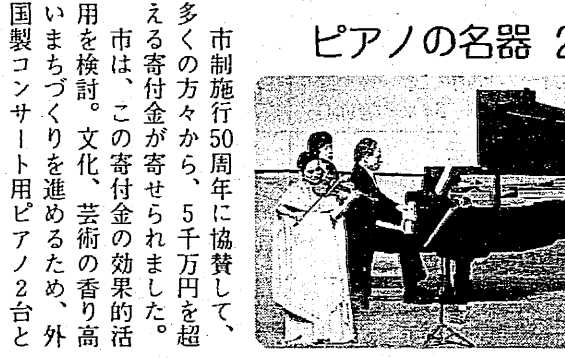 ピアノの名器 2
市制施行50周年に協賛して、
多くの方々から、5千万円を超
える寄付金が寄せられました。
市は、この寄付金の効果的活
用を検討。文化、芸術の香り高
いまちづくりを進めるため、外
国製コンサート用ピアノ2台と